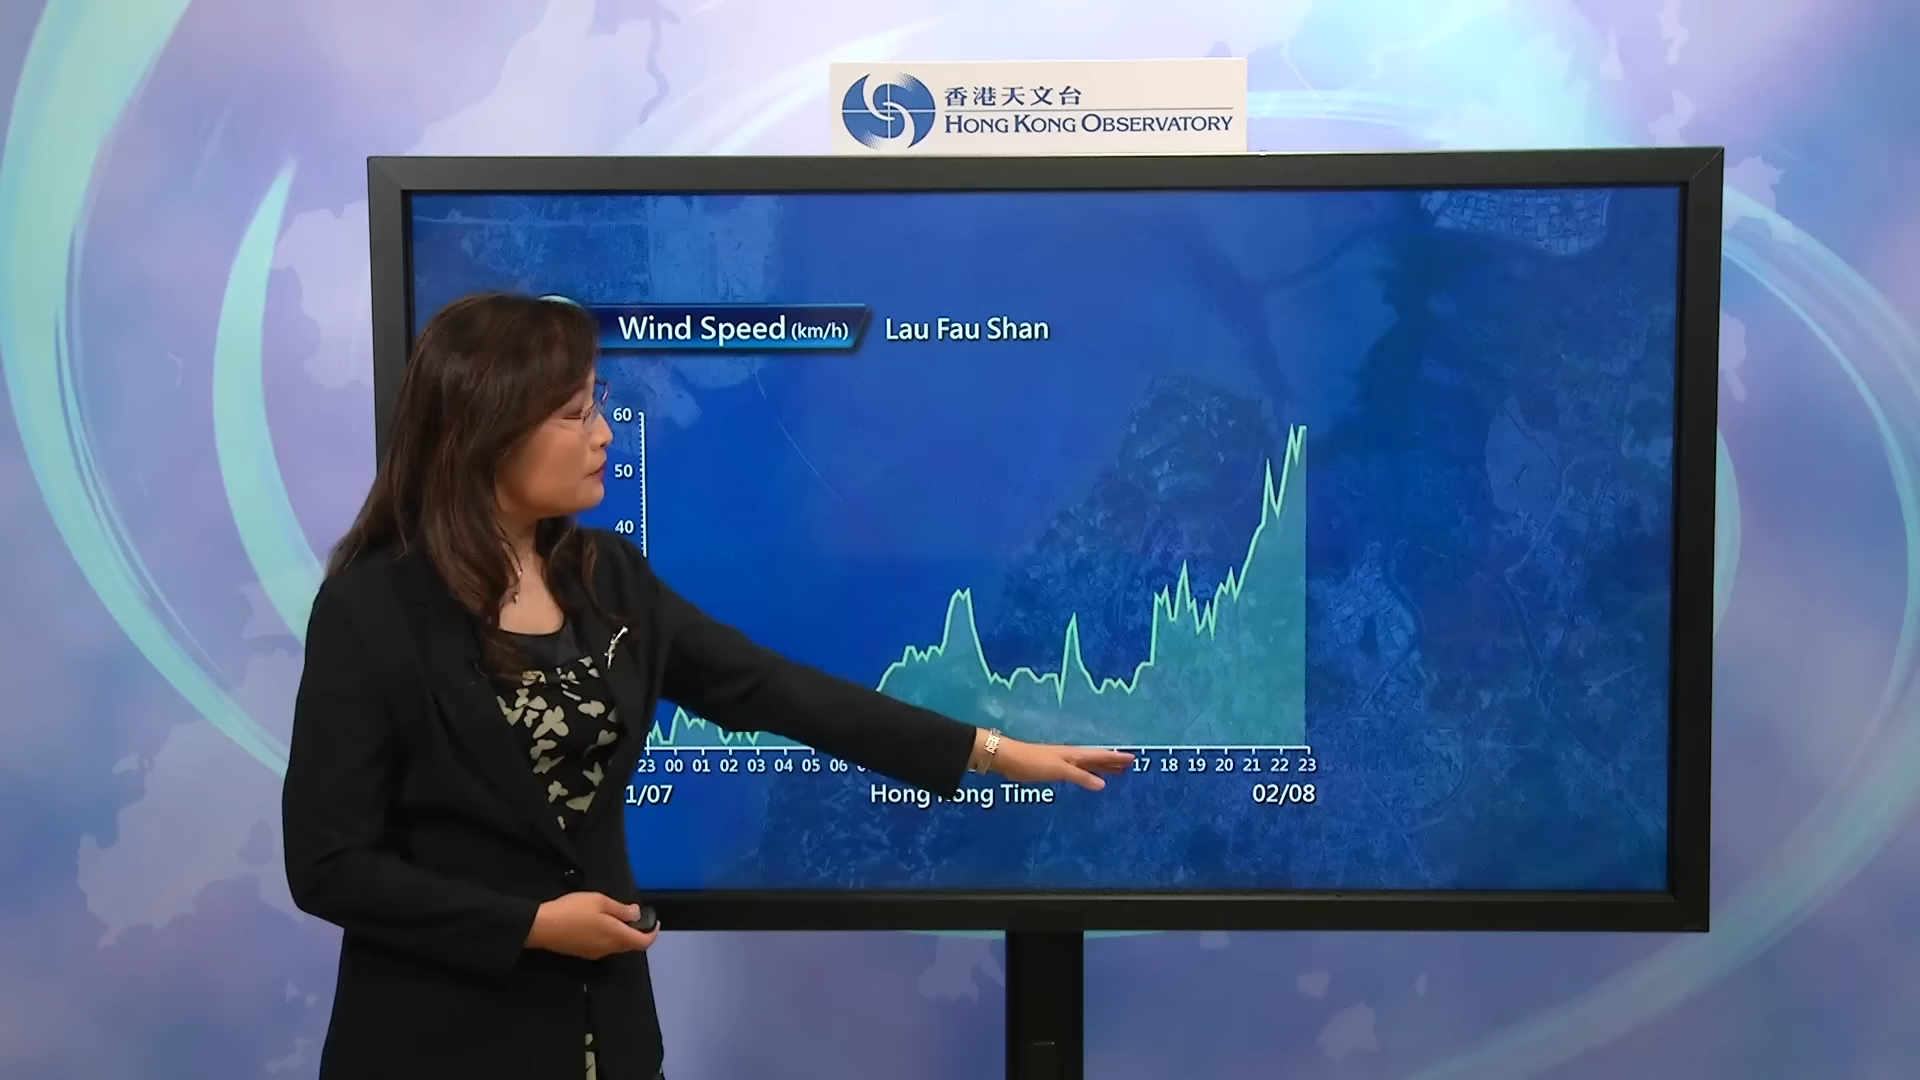 香港天文台
HONG KONG OBSERVATORY
Wind Speed (km/h) Lau Fau Shan
60
50
40
23 00 01 02 03 04 05 06 17 18 19 20 21 22 23
1/07 Hong Kong Time 02/08